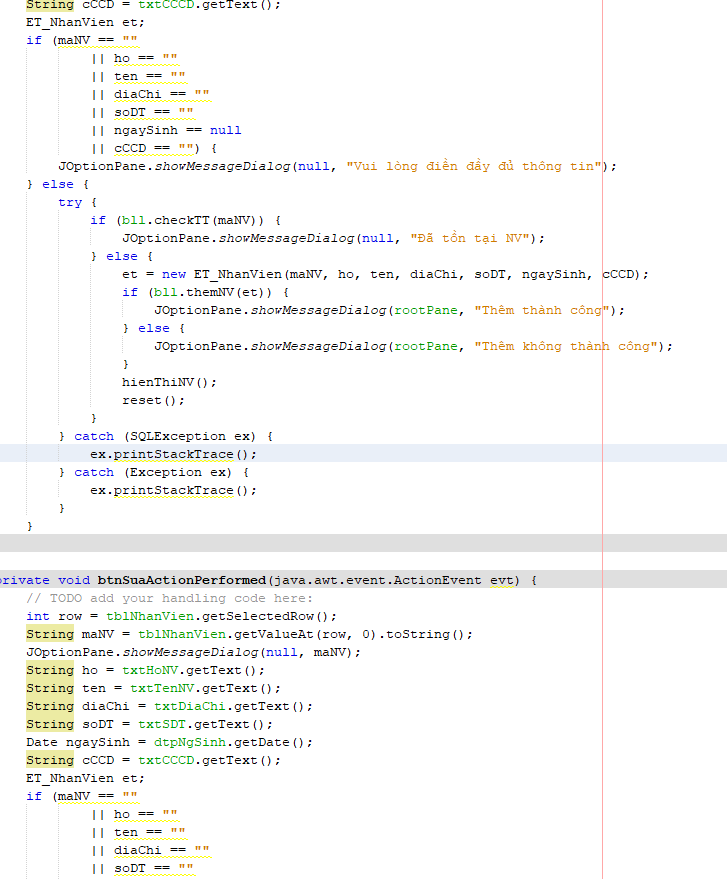 String cCCD = txtCCCD.getText();
ET_NhanVien et;
if (maNV == ""
|| ho == ""
|| ten == ""
|| diaChi == ""
|| soDT == ""
|| ngaySinh == null
|| cCCD == "") {
JOptionPane.showMessageDialog(null, "Vui lòng điền đầy đủ thông tin");
} else {
try {
if (bll.checkTT(maNV)) {
JOptionPane.showMessageDialog(null, "Đã tồn tại NV");
} else {
et = new ET_NhanVien(maNV, ho, ten, diaChi, soDT, ngaySinh, cCCD);
if (bll.themNV(et)) {
JOptionPane.showMessageDialog(rootPane, "Thêm thành công");
} else {
JOptionPane.showMessageDialog(rootPane, "Thêm không thành công");
}
hienThiNV();
reset();
}
} catch (SQLException ex) {
ex.printStackTrace();
} catch (Exception ex) {
ex.printStackTrace();
}
}
private void btnSuaActionPerformed(java.awt.event.ActionEvent evt) {
// TODO add your handling code here:
int row = tblNhanVien.getSelectedRow();
String maNV = tblNhanVien.getValueAt(row, 0).toString();
JOptionPane.showMessageDialog(null, maNV);
String ho = txtHoNV.getText();
String ten = txtTenNV.getText();
String diaChi = txtDiaChi.getText();
String soDT = txtSDT.getText();
Date ngaySinh = dtpNgSinh.getDate();
String cCCD = txtCCCD.getText();
ET_NhanVien et;
if (maNV == ""
|| ho == ""
|| ten == ""
|| diaChi == ""
|| soDT == ""